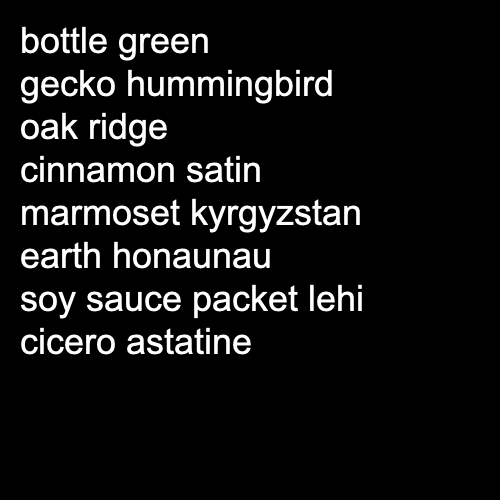 bottle green
gecko hummingbird
oak ridge
cinnamon satin
marmoset kyrgyzstan
earth honaunau
soy sauce packet lehi
cicero astatine